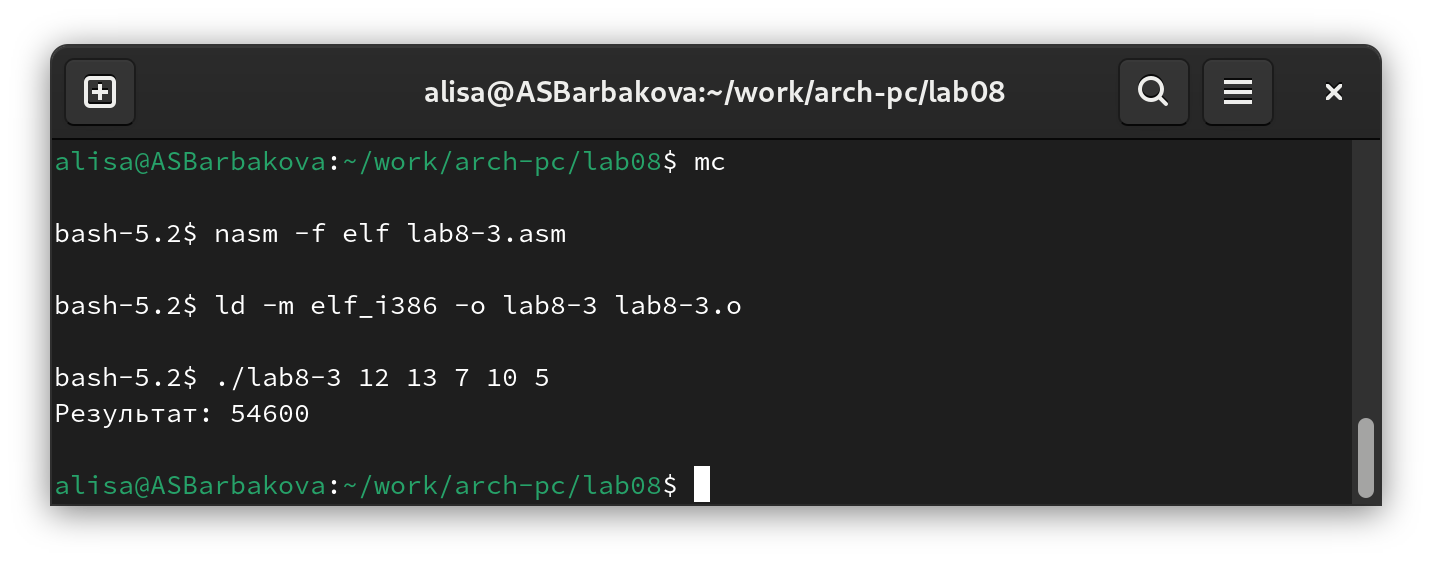 alisa@ASBarbakova:~/work/arch-pc/lab08
alisa@ASBarbakova:~/work/arch-pc/lab08$ mc
bash-5.2$ nasm -f elf lab8-3.asm
bash-5.2$ ld -m elf_i386 -o lab8-3 lab8-3.o
bash-5.2$ ./lab8-3 12 13 7 10 5
Результат: 54600
alisa@ASBarbakova:~/work/arch-pc/lab08$